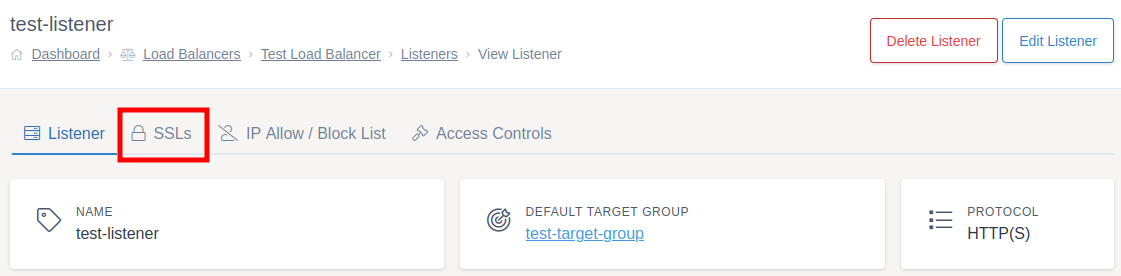 test-listener
Dashboard › Load Balancers › Test Load Balancer › Listeners › View Listener
Delete Listener
Edit Listener
Listener
SSLs
IP Allow / Block List
Access Controls
NAME
test-listener
DEFAULT TARGET GROUP
test-target-group
PROTOCOL
HTTP(S)